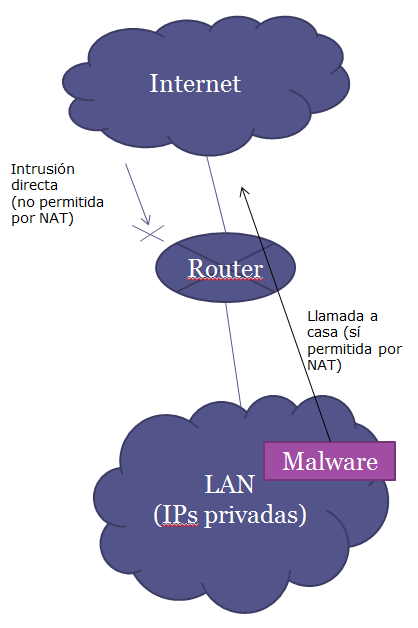 Internet
Intrusión
directa
(no permitida
por NAT)
Router
Llamada a
casa (sí
permitida por
NAT)
Malware
LAN
(IPs privadas)